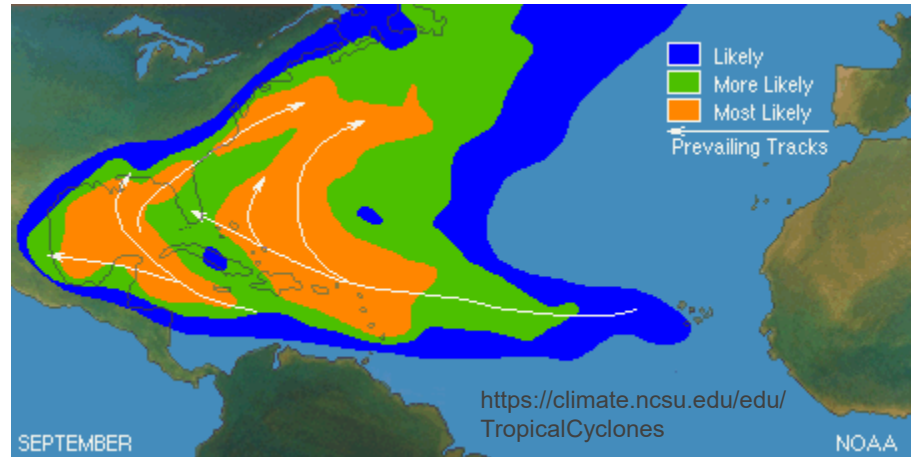 Likely
More Likely
Most Likely
Prevailing Tracks
https://climate.ncsu.edu/edu/
TropicalCyclones
SEPTEMBER
NOAA